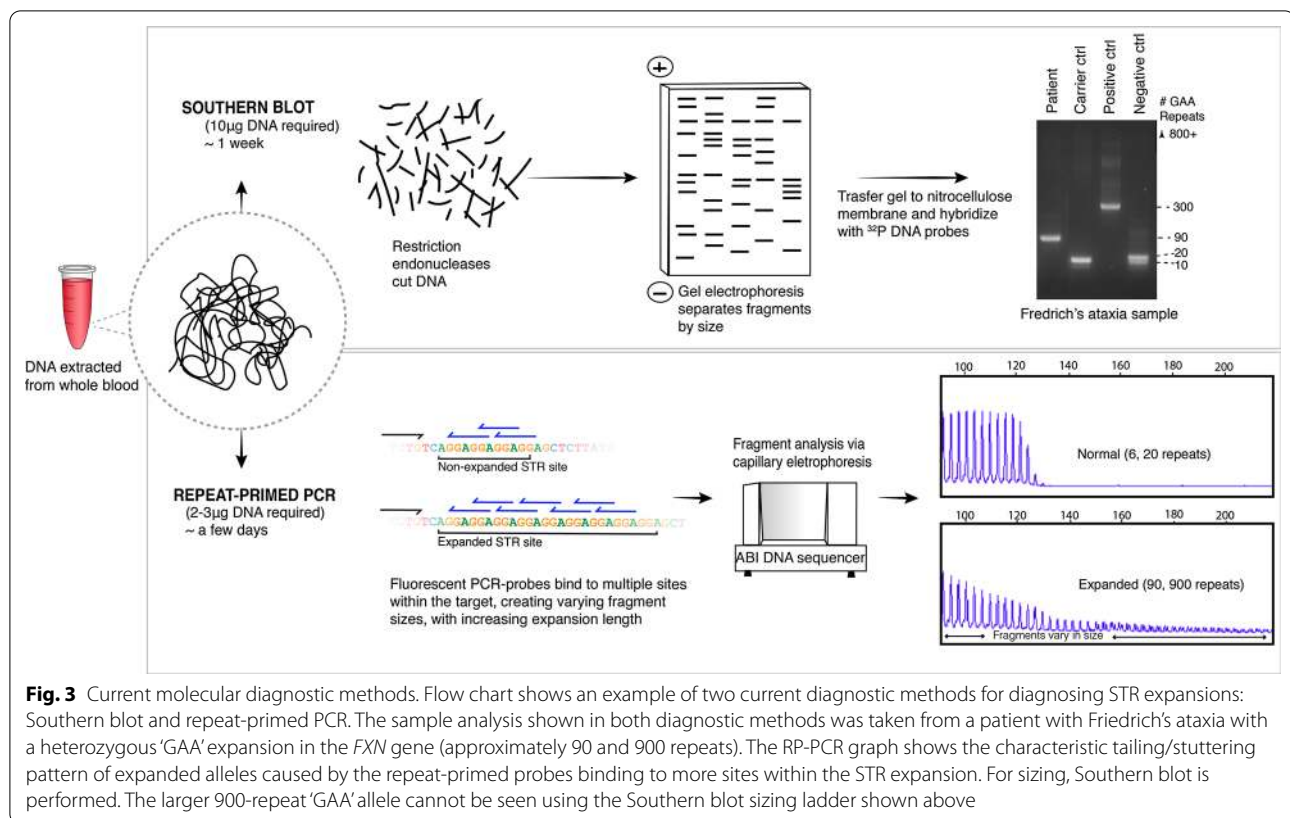 SOUTHERN BLOT
(10µg DNA required)
~ 1 week
Restriction
endonucleases
cut DNA
+
−
Gel electrophoresis
separates fragments
by size
Trasfer gel to nitrocellulose
membrane and hybridize
with ³²P DNA probes
Patient
Carrier ctrl
Positive ctrl
Negative ctrl
# GAA
Repeats
800+
300
90
20
10
Fredrich's ataxia sample
DNA extracted
from whole blood
REPEAT-PRIMED PCR
(2-3µg DNA required)
~ a few days
TGTCAGGAGGAGGAGGAGCTCTTA
Non-expanded STR site
TGTCAGGAGGAGGAGGAGGAGGAGGAGGAGCT
Expanded STR site
Fluorescent PCR-probes bind to multiple sites
within the target, creating varying fragment
sizes, with increasing expansion length
Fragment analysis via
capillary eletrophoresis
ABI DNA sequencer
100 120 140 160 180 200
Normal (6, 20 repeats)
100 120 140 160 180 200
Expanded (90, 900 repeats)
Fragments vary in size
Fig. 3 Current molecular diagnostic methods. Flow chart shows an example of two current diagnostic methods for diagnosing STR expansions:
Southern blot and repeat-primed PCR. The sample analysis shown in both diagnostic methods was taken from a patient with Friedrich's ataxia with
a heterozygous 'GAA' expansion in the FXN gene (approximately 90 and 900 repeats). The RP-PCR graph shows the characteristic tailing/stuttering
pattern of expanded alleles caused by the repeat-primed probes binding to more sites within the STR expansion. For sizing, Southern blot is
performed. The larger 900-repeat 'GAA' allele cannot be seen using the Southern blot sizing ladder shown above